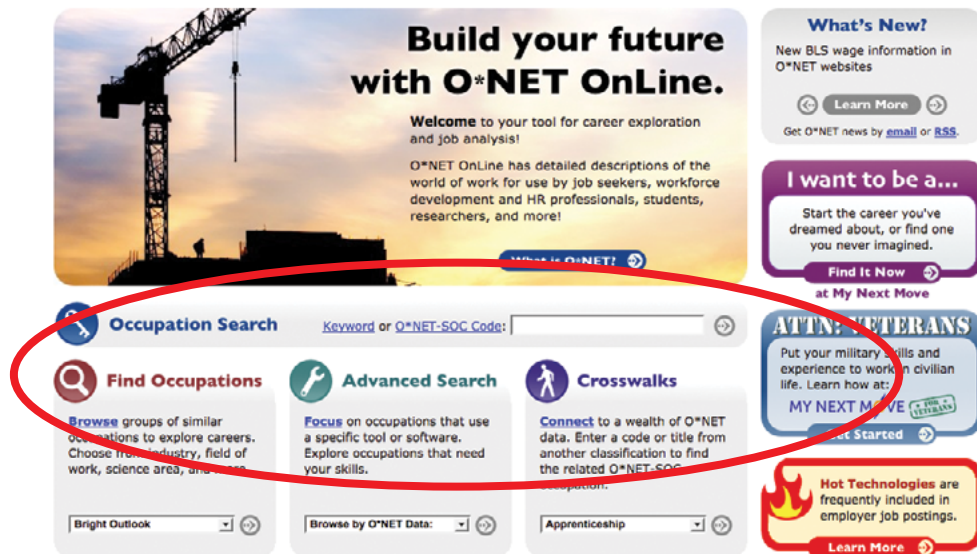 Build your future
with O*NET OnLine.
Welcome to your tool for career exploration
and job analysis!
O*NET OnLine has detailed descriptions of the
world of work for use by job seekers, workforce
development and HR professionals, students,
researchers, and more!
What is O*NET?
What's New?
New BLS wage information in
O*NET websites
Learn More
Get O*NET news by email or RSS.
I want to be a...
Start the career you've
dreamed about, or find one
you never imagined.
Find It Now
at My Next Move
Occupation Search
Keyword or O*NET-SOC Code:
ATTN: VETERANS
Put your military skills and
experience to work in civilian
life. Learn how at:
MY NEXT MOVE FOR VETERANS
Get Started
Find Occupations
Browse groups of similar
occupations to explore careers.
Choose from industry, field of
work, science area, and more.
Bright Outlook
Advanced Search
Focus on occupations that use
a specific tool or software.
Explore occupations that need
your skills.
Browse by O*NET Data:
Crosswalks
Connect to a wealth of O*NET
data. Enter a code or title from
another classification to find
the related O*NET-SOC
occupation.
Apprenticeship
Hot Technologies are
frequently included in
employer job postings.
Learn More